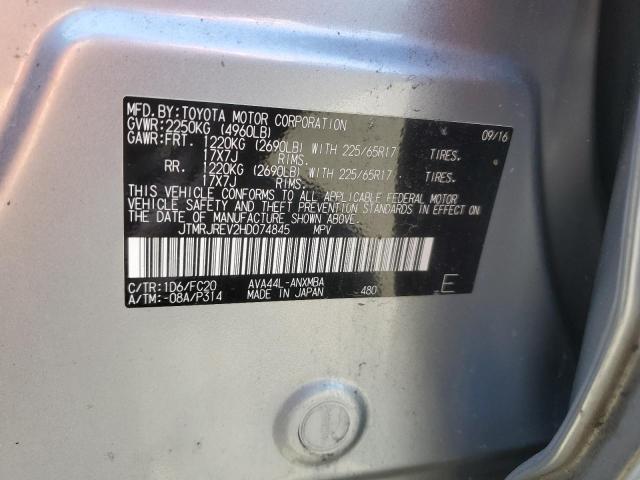 MFD.BY:TOYOTA MOTOR CORPORATION 09/16
GVWR:2250KG (4960LB)
GAWR:FRT. 1220KG (2690LB) WITH 225/65R17 TIRES.
17X7J RIMS.
RR. 1220KG (2690LB) WITH 225/65R17 TIRES.
17X7J RIMS.
THIS VEHICLE CONFORMS TO ALL APPLICABLE FEDERAL MOTOR
VEHICLE SAFETY AND THEFT PREVENTION STANDARDS IN EFFECT ON
THE DATE OF MANUFACTURE SHOWN ABOVE.
JTMRJREV2HD074845 MPV
C/TR:1D6/FC20 AVA44L-ANXMBA
A/TM:-08A/P314 MADE IN JAPAN 480 E